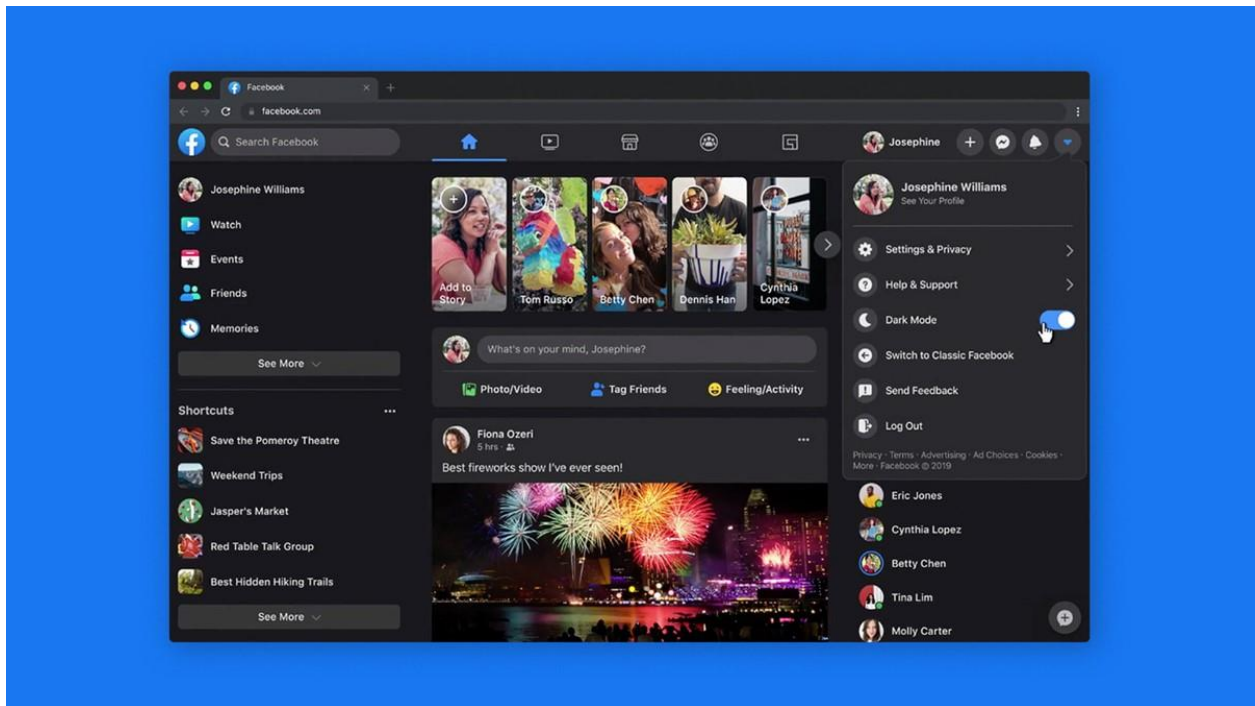 Facebook
facebook.com
Search Facebook
Josephine
Josephine Williams
Watch
Events
Friends
Memories
See More
Shortcuts
Save the Pomeroy Theatre
Weekend Trips
Jasper's Market
Red Table Talk Group
Best Hidden Hiking Trails
See More
Add to
Story
Tom Russo
Betty Chen
Dennis Han
Cynthia
Lopez
What's on your mind, Josephine?
Photo/Video
Tag Friends
Feeling/Activity
Fiona Ozeri
5 hrs ·
Best fireworks show I've ever seen!
Josephine Williams
See Your Profile
Settings & Privacy
Help & Support
Dark Mode
Switch to Classic Facebook
Send Feedback
Log Out
Privacy · Terms · Advertising · Ad Choices · Cookies ·
More · Facebook © 2019
Eric Jones
Cynthia Lopez
Betty Chen
Tina Lim
Molly Carter